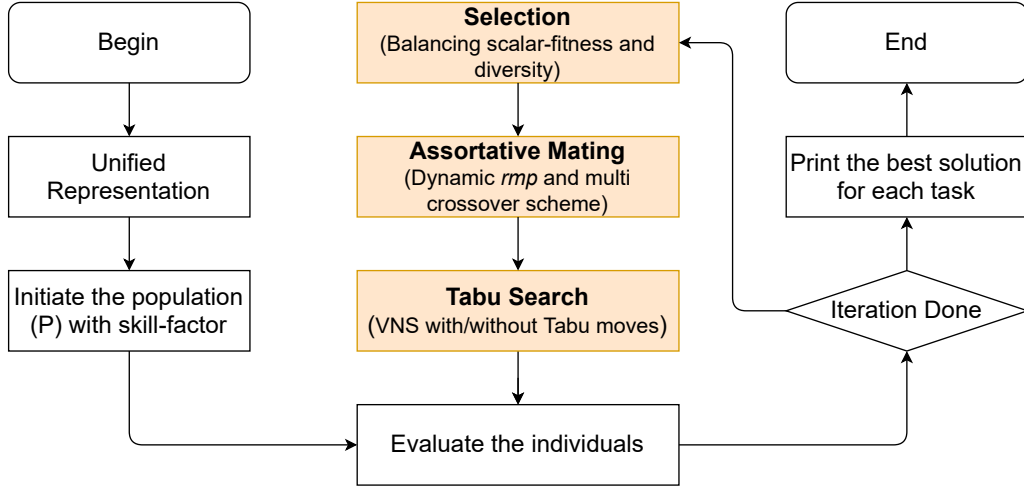 Begin
Unified
Representation
Initiate the population
(P) with skill-factor
Selection
(Balancing scalar-fitness and
diversity)
Assortative Mating
(Dynamic rmp and multi
crossover scheme)
Tabu Search
(VNS with/without Tabu moves)
Evaluate the individuals
End
Print the best solution
for each task
Iteration Done